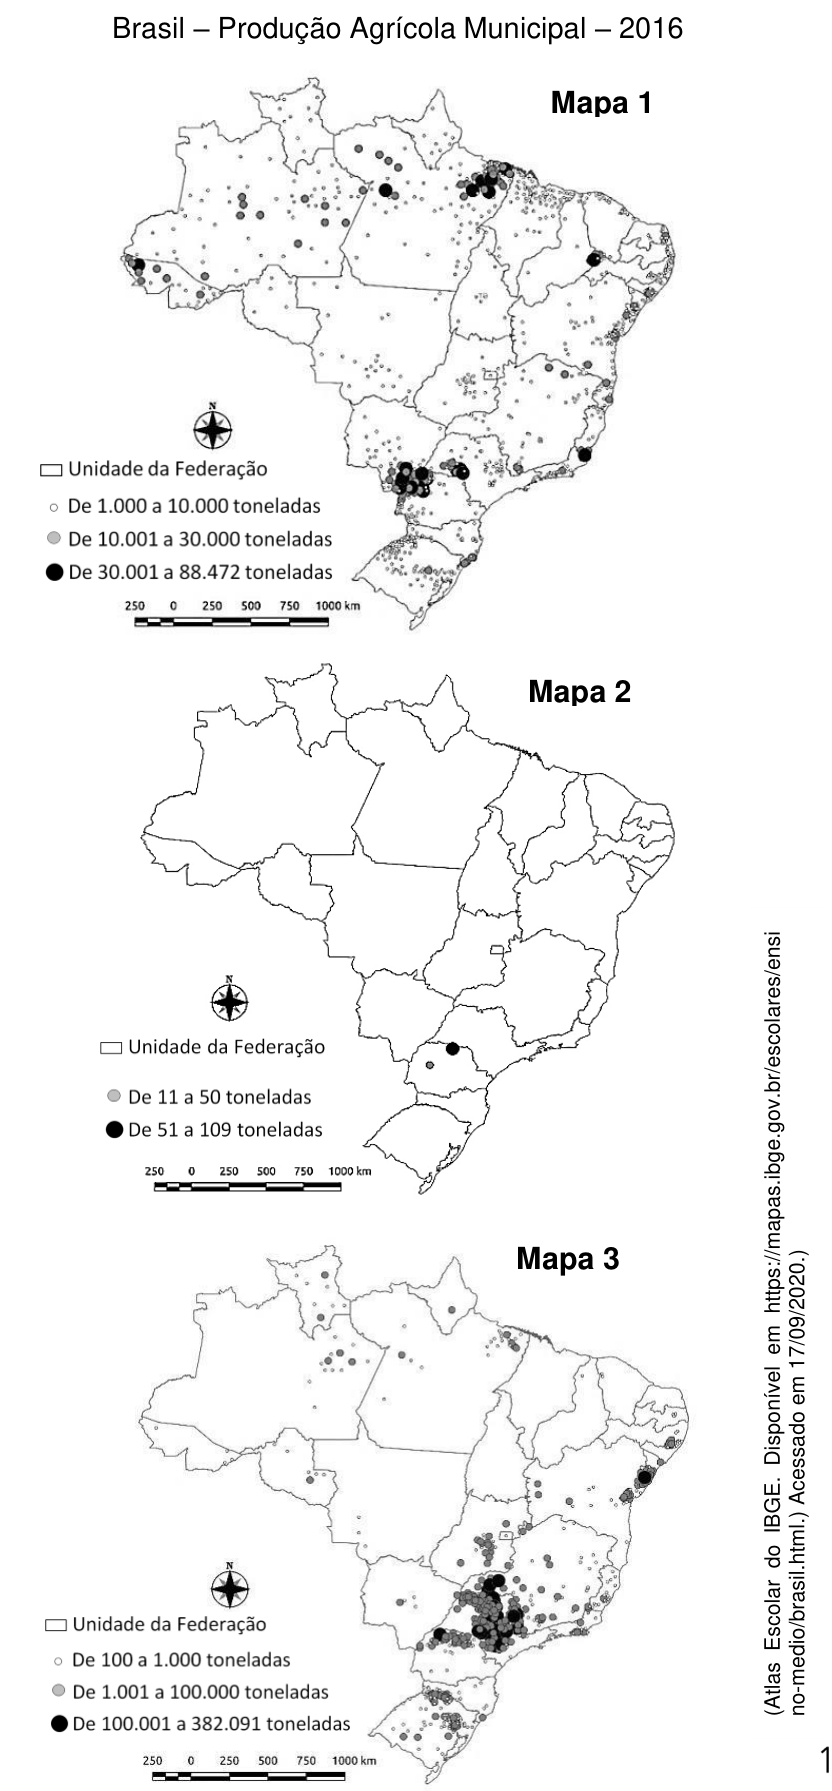 Brasil – Produção Agrícola Municipal – 2016
Mapa 1
N
Unidade da Federação
De 1.000 a 10.000 toneladas
De 10.001 a 30.000 toneladas
De 30.001 a 88.472 toneladas
250 0 250 500 750 1000 km
Mapa 2
N
Unidade da Federação
De 11 a 50 toneladas
De 51 a 109 toneladas
250 0 250 500 750 1000 km
Mapa 3
N
Unidade da Federação
De 100 a 1.000 toneladas
De 1.001 a 100.000 toneladas
De 100.001 a 382.091 toneladas
250 0 250 500 750 1000 km
(Atlas Escolar do IBGE. Disponível em https://mapas.ibge.gov.br/escolares/ensi
no-medio/brasil.html.) Acessado em 17/09/2020.)
1